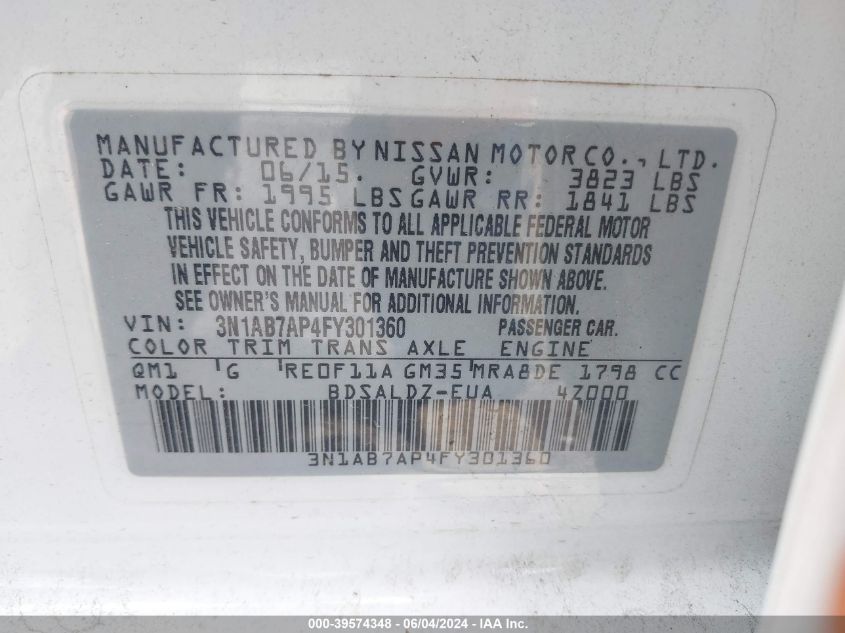 MANUFACTURED BY NISSAN MOTOR CO., LTD.
DATE: 06/15. GVWR: 3823 LBS
GAWR FR: 1995 LBS GAWR RR: 1841 LBS
THIS VEHICLE CONFORMS TO ALL APPLICABLE FEDERAL MOTOR
VEHICLE SAFETY, BUMPER AND THEFT PREVENTION STANDARDS
IN EFFECT ON THE DATE OF MANUFACTURE SHOWN ABOVE.
SEE OWNER'S MANUAL FOR ADDITIONAL INFORMATION.
VIN: 3N1AB7AP4FY301360 PASSENGER CAR.
COLOR TRIM TRANS AXLE ENGINE
QM1 G RE0F11A GM35 MRA8DE 1798 CC
MODEL: BDSALDZ-EUA 4Z000
3N1AB7AP4FY301360
000-39574348 - 06/04/2024 - IAA Inc.